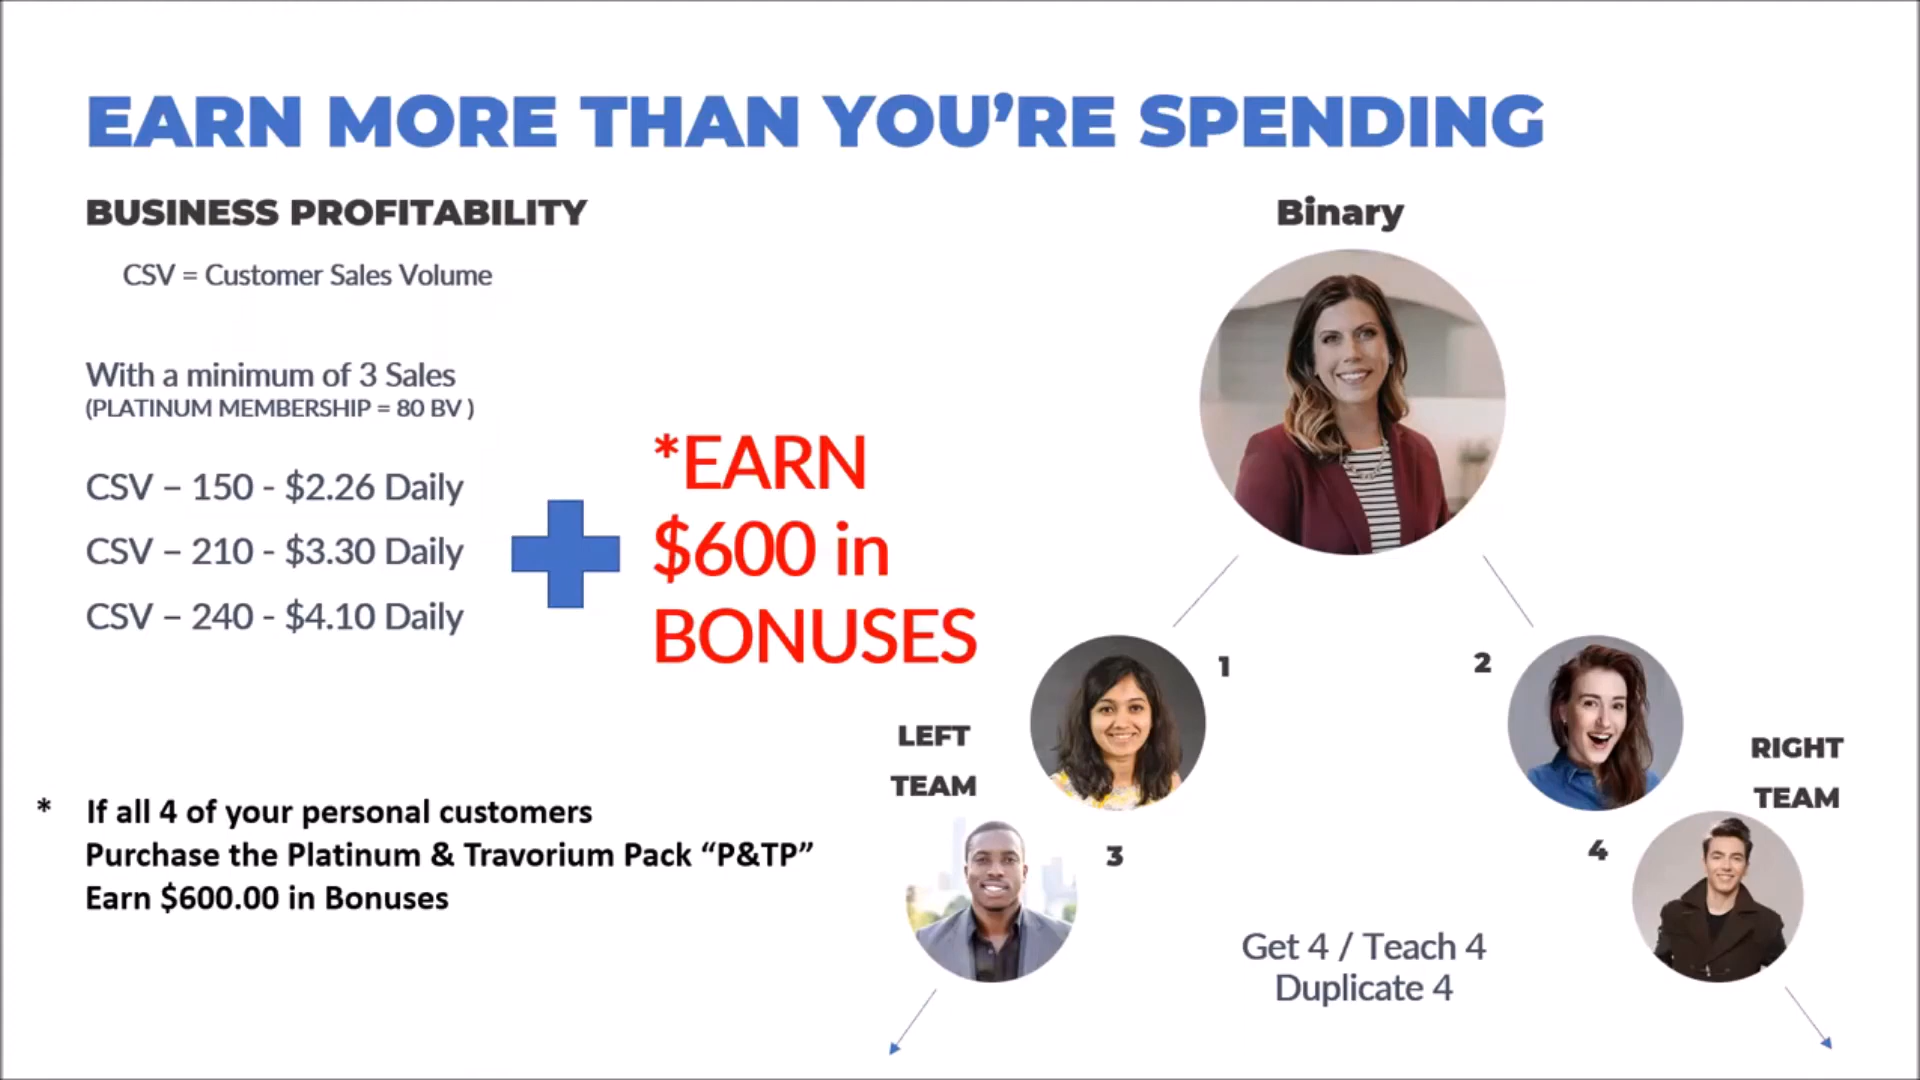 EARN MORE THAN YOU’RE SPENDING
BUSINESS PROFITABILITY
CSV = Customer Sales Volume
With a minimum of 3 Sales
(PLATINUM MEMBERSHIP = 80 BV )
CSV – 150 - $2.26 Daily
CSV – 210 - $3.30 Daily
CSV – 240 - $4.10 Daily
*EARN
$600 in
BONUSES
* If all 4 of your personal customers
Purchase the Platinum & Travorium Pack “P&TP”
Earn $600.00 in Bonuses
Binary
1
2
LEFT
TEAM
RIGHT
TEAM
3
4
Get 4 / Teach 4
Duplicate 4